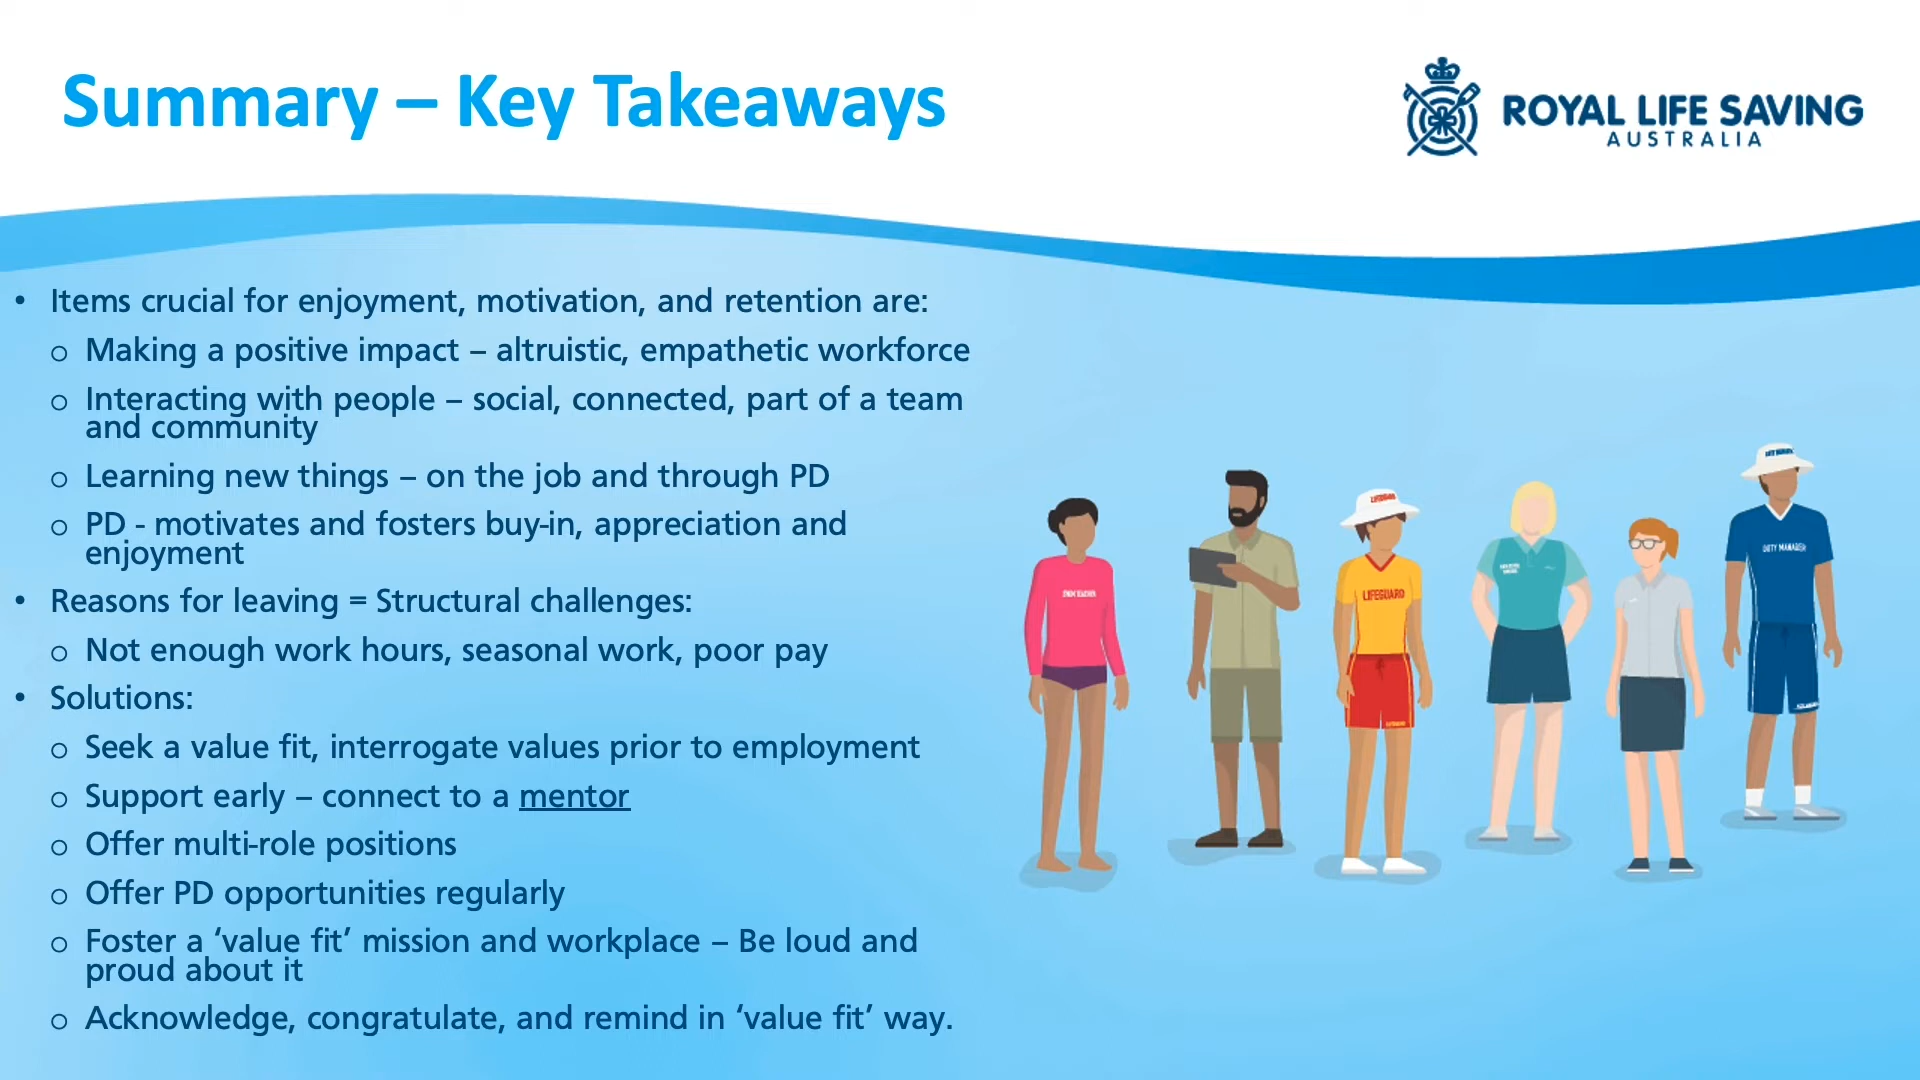 Summary – Key Takeaways
ROYAL LIFE SAVING
AUSTRALIA
• Items crucial for enjoyment, motivation, and retention are:
o Making a positive impact – altruistic, empathetic workforce
o Interacting with people – social, connected, part of a team
and community
o Learning new things – on the job and through PD
o PD - motivates and fosters buy-in, appreciation and
enjoyment
• Reasons for leaving = Structural challenges:
o Not enough work hours, seasonal work, poor pay
• Solutions:
o Seek a value fit, interrogate values prior to employment
o Support early – connect to a mentor
o Offer multi-role positions
o Offer PD opportunities regularly
o Foster a ‘value fit’ mission and workplace – Be loud and
proud about it
o Acknowledge, congratulate, and remind in ‘value fit’ way.
SWIM TEACHER
LIFEGUARD
LIFEGUARD
DUTY MANAGER